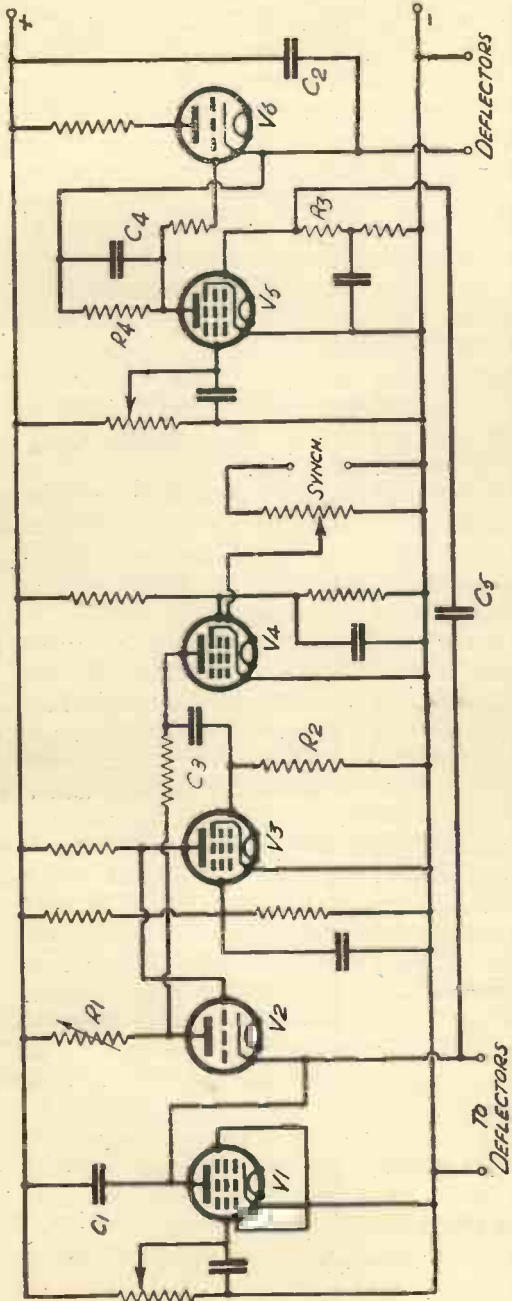 +
C1
R1
R4
C4
C2
V1
V2
V3
C3
V4
V5
V6
R2
SYNCH.
R3
−
C5
TO
DEFLECTORS
DEFLECTORS